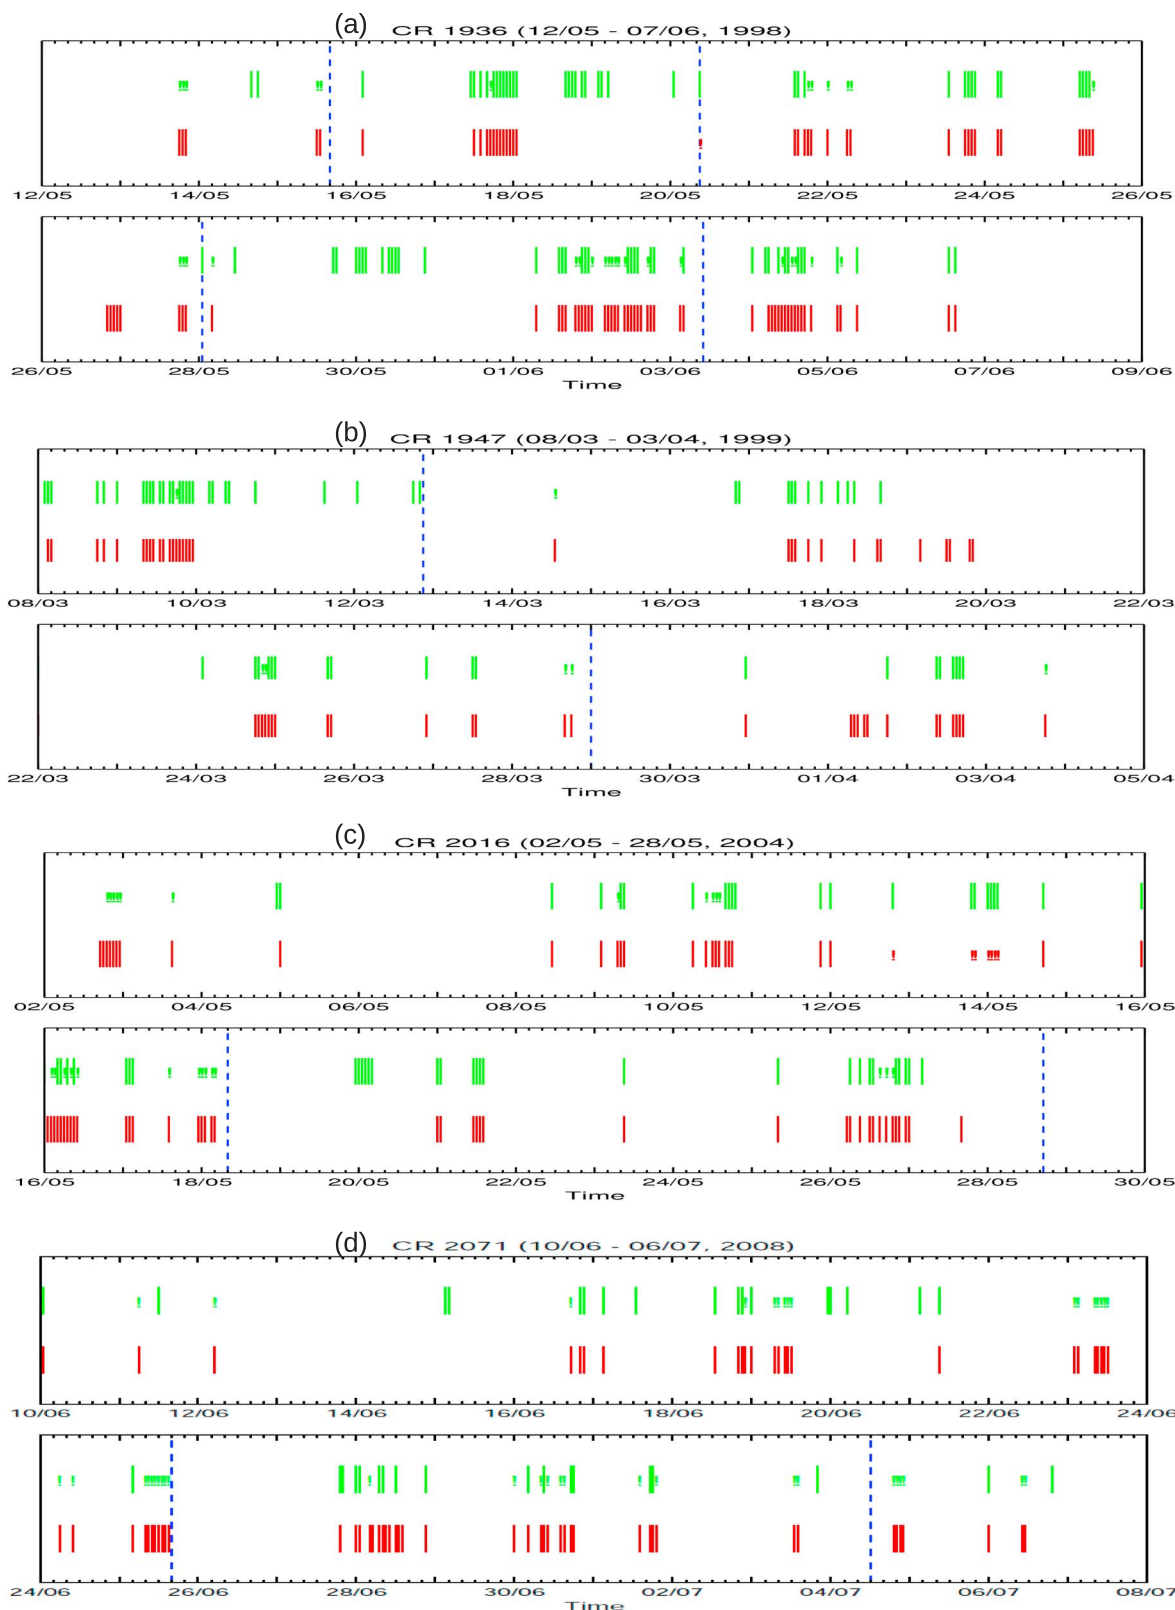 (a) CR 1936 (12/05 - 07/06, 1998)
12/05 14/05 16/05 18/05 20/05 22/05 24/05 26/05
26/05 28/05 30/05 01/06 03/06 05/06 07/06 09/06
Time
(b) CR 1947 (08/03 - 03/04, 1999)
08/03 10/03 12/03 14/03 16/03 18/03 20/03 22/03
22/03 24/03 26/03 28/03 30/03 01/04 03/04 05/04
Time
(c) CR 2016 (02/05 - 28/05, 2004)
02/05 04/05 06/05 08/05 10/05 12/05 14/05 16/05
16/05 18/05 20/05 22/05 24/05 26/05 28/05 30/05
Time
(d) CR 2071 (10/06 - 06/07, 2008)
10/06 12/06 14/06 16/06 18/06 20/06 22/06 24/06
24/06 26/06 28/06 30/06 02/07 04/07 06/07 08/07
Time